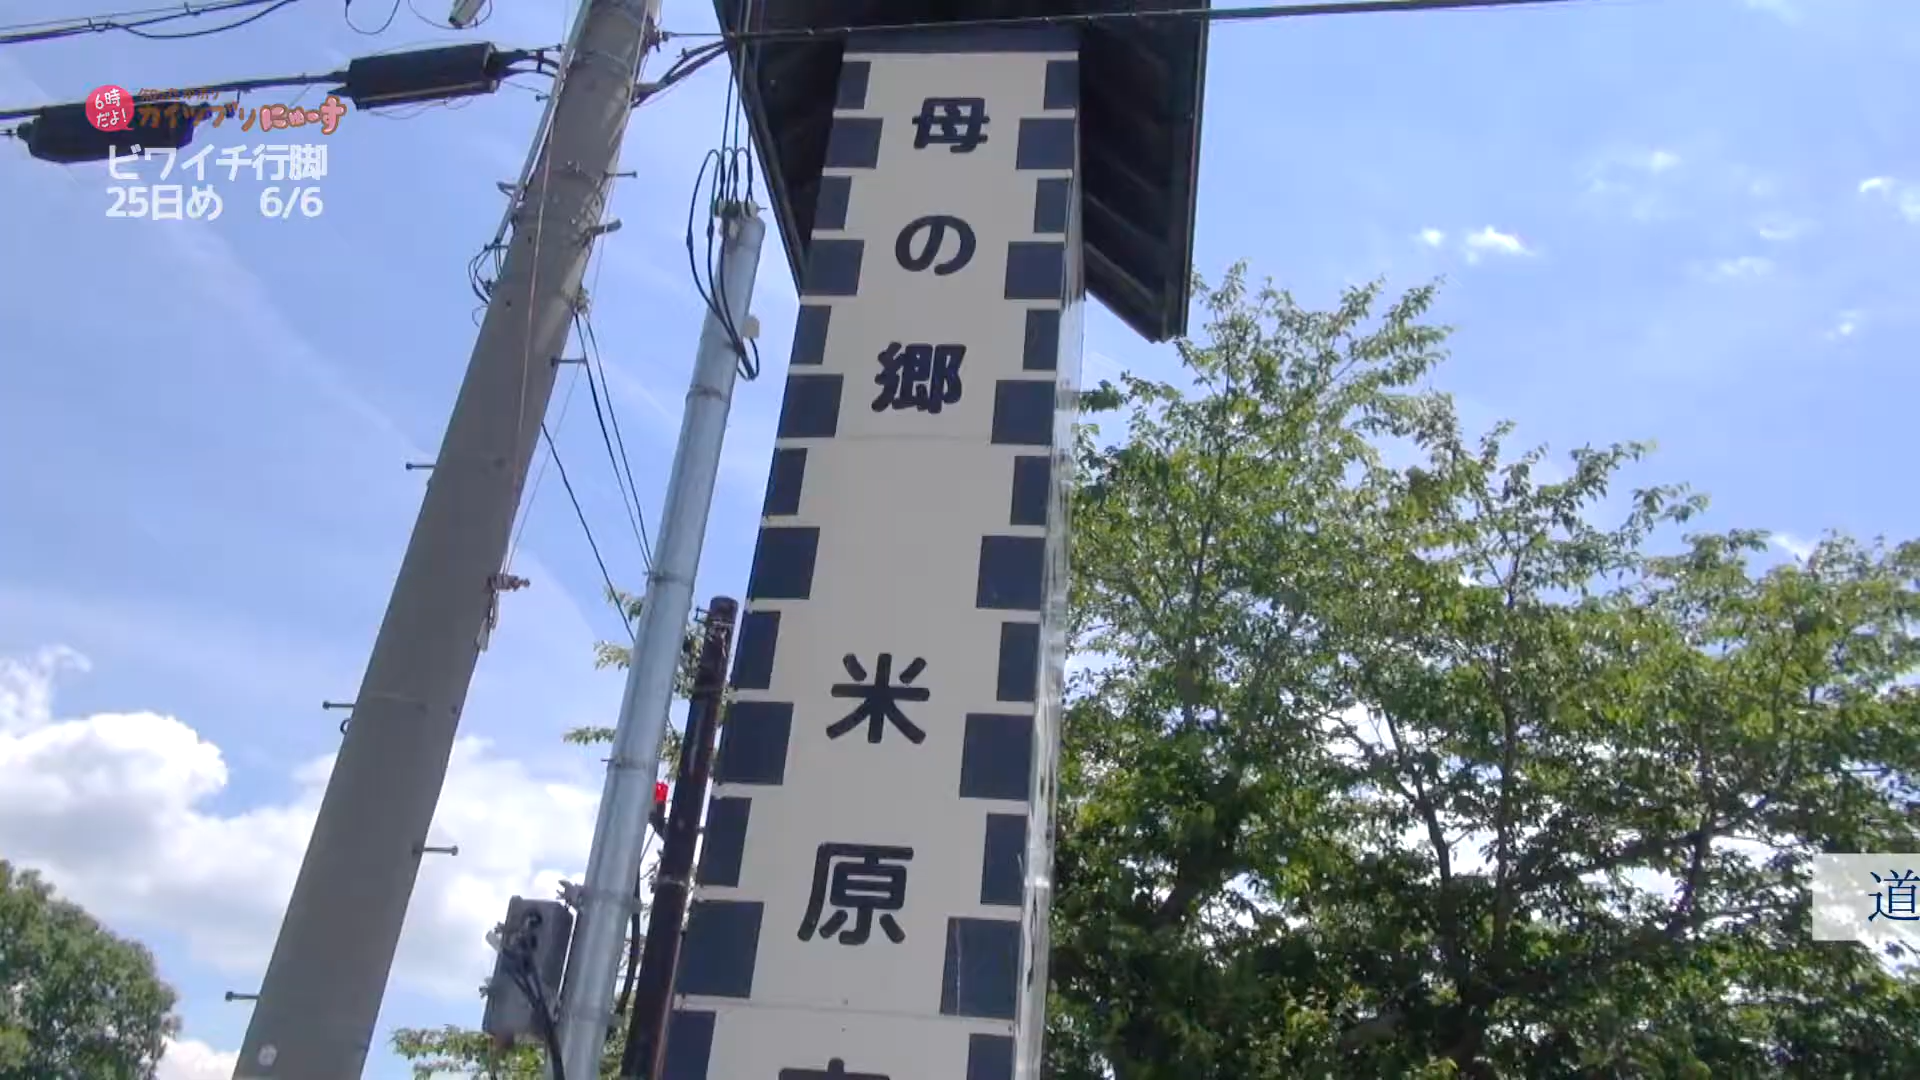 6時だよ!
カイツブリにゅーす
ビワイチ行脚
25日め 6/6
母の郷 米原
道